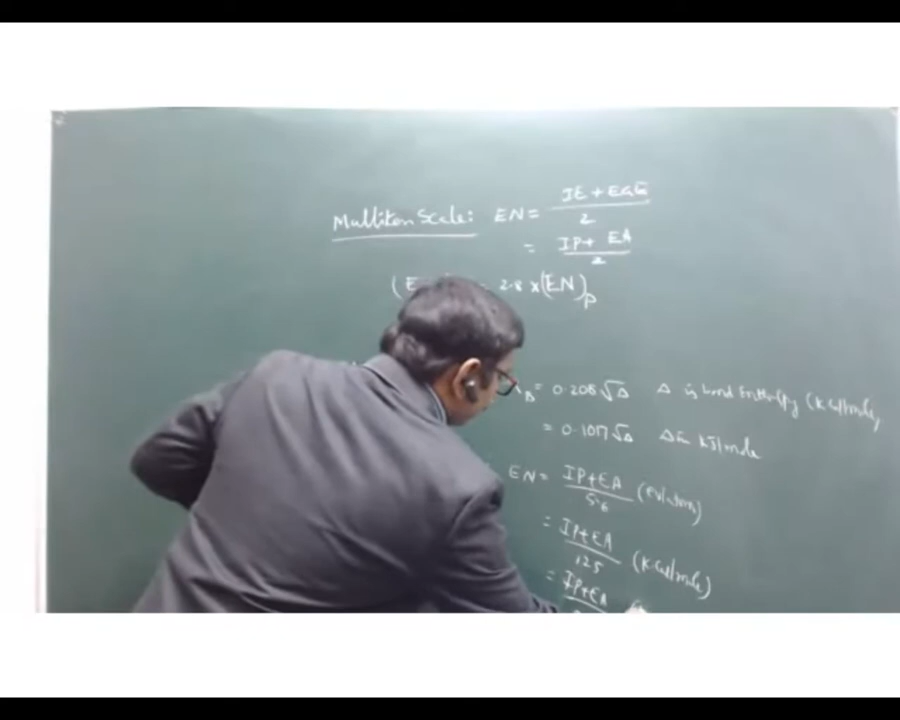 Mulliken Scale: EN = IE + EGE / 2
= IP + EA / 2
(E 2.8 x (EN)p
B = 0.208 √Δ Δ is bond Enthalpy (K.Cal/mole)
= 0.1017 √Δ Δ in KJ/mole
EN = IP+EA / 5.6 (ev/atom)
= IP+EA / 125 (K.Cal/mole)
= IP+EA